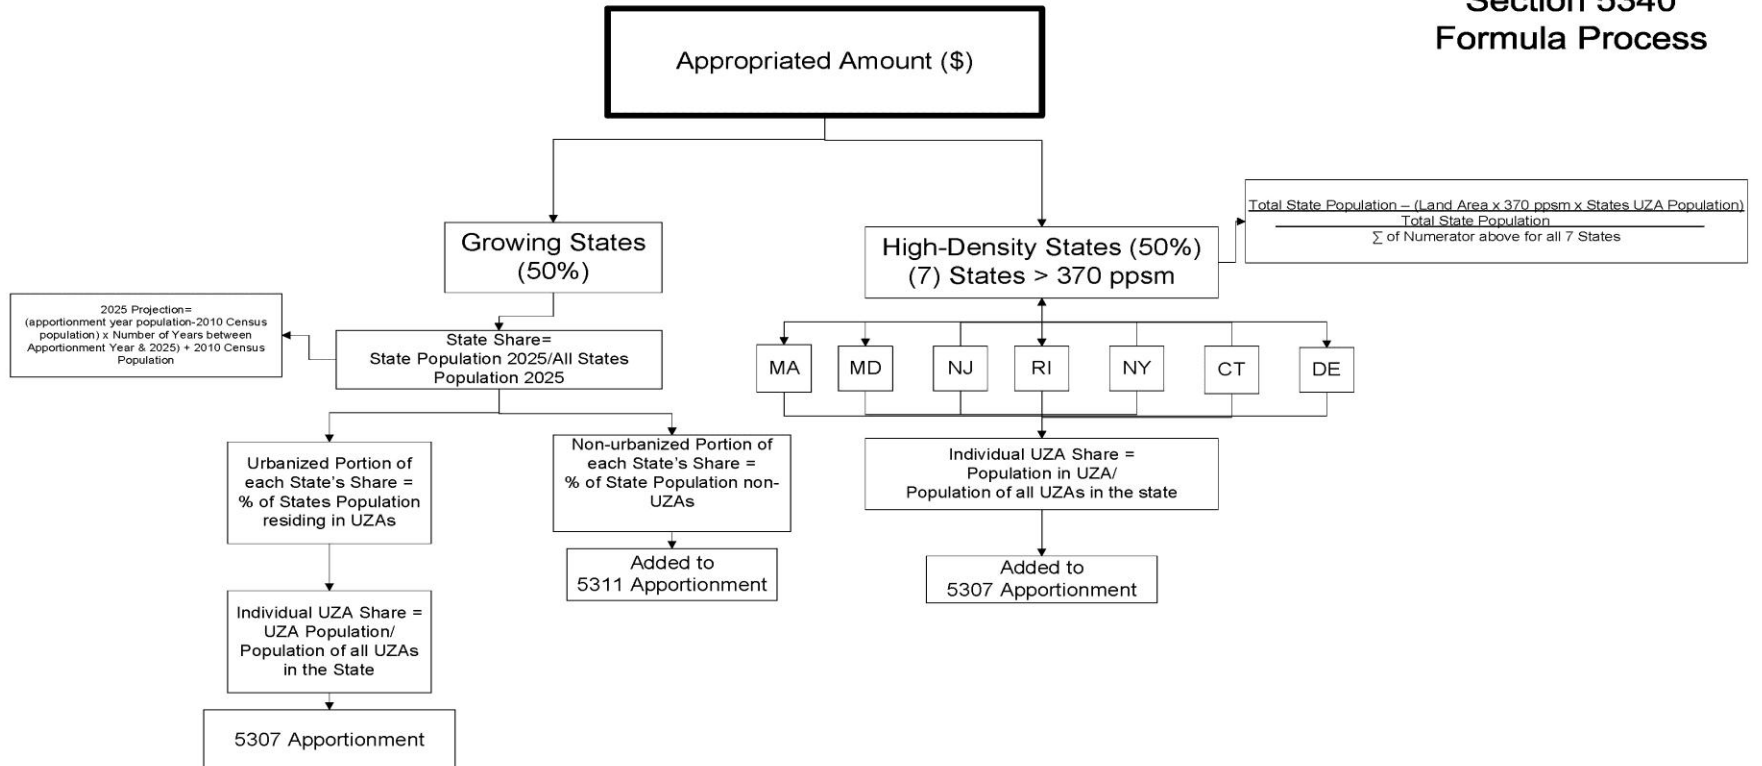 Section 5340
Formula Process
Appropriated Amount ($)
Growing States
(50%)
High-Density States (50%)
(7) States > 370 ppsm
Total State Population – (Land Area x 370 ppsm x States UZA Population)
Total State Population
∑ of Numerator above for all 7 States
2025 Projection=
(apportionment year population-2010 Census
population) x Number of Years between
Apportionment Year & 2025) + 2010 Census
Population
State Share=
State Population 2025/All States
Population 2025
MA
MD
NJ
RI
NY
CT
DE
Urbanized Portion of
each State's Share =
% of States Population
residing in UZAs
Non-urbanized Portion of
each State's Share =
% of State Population non-
UZAs
Individual UZA Share =
Population in UZA/
Population of all UZAs in the state
Added to
5311 Apportionment
Added to
5307 Apportionment
Individual UZA Share =
UZA Population/
Population of all UZAs
in the State
5307 Apportionment